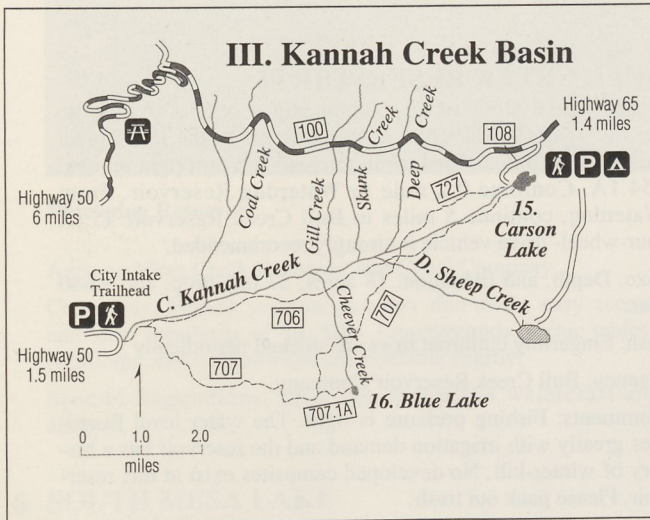 III. Kannah Creek Basin
Highway 65
1.4 miles
100
108
Creek
Creek
Highway 50
6 miles
Coal Creek
Gill Creek
Skunk
Deep
727
P
15.
Carson
Lake
City Intake
Trailhead
P
C. Kannah Creek
D. Sheep Creek
706
707
Cheever Creek
Highway 50
1.5 miles
707
707.1A
16. Blue Lake
0 1.0 2.0
miles